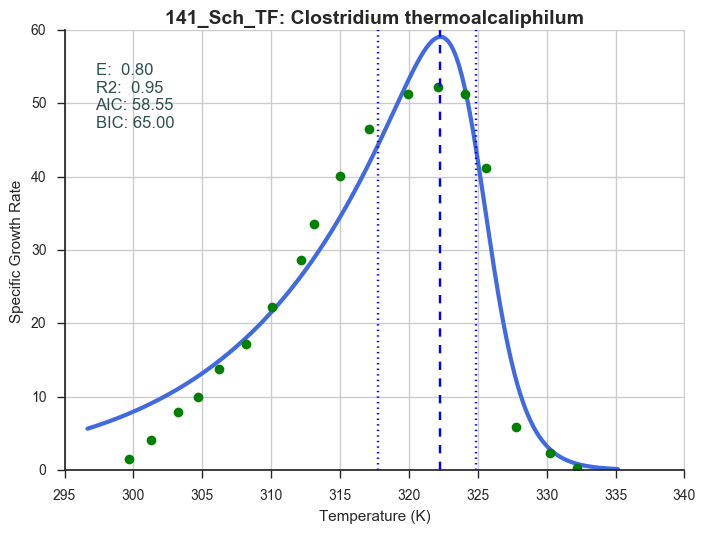 141_Sch_TF: Clostridium thermoalcaliphilum
E:  0.80
R2:  0.95
AIC: 58.55
BIC: 65.00
Specific Growth Rate
60
50
40
30
20
10
0
295 300 305 310 315 320 325 330 335 340
Temperature (K)